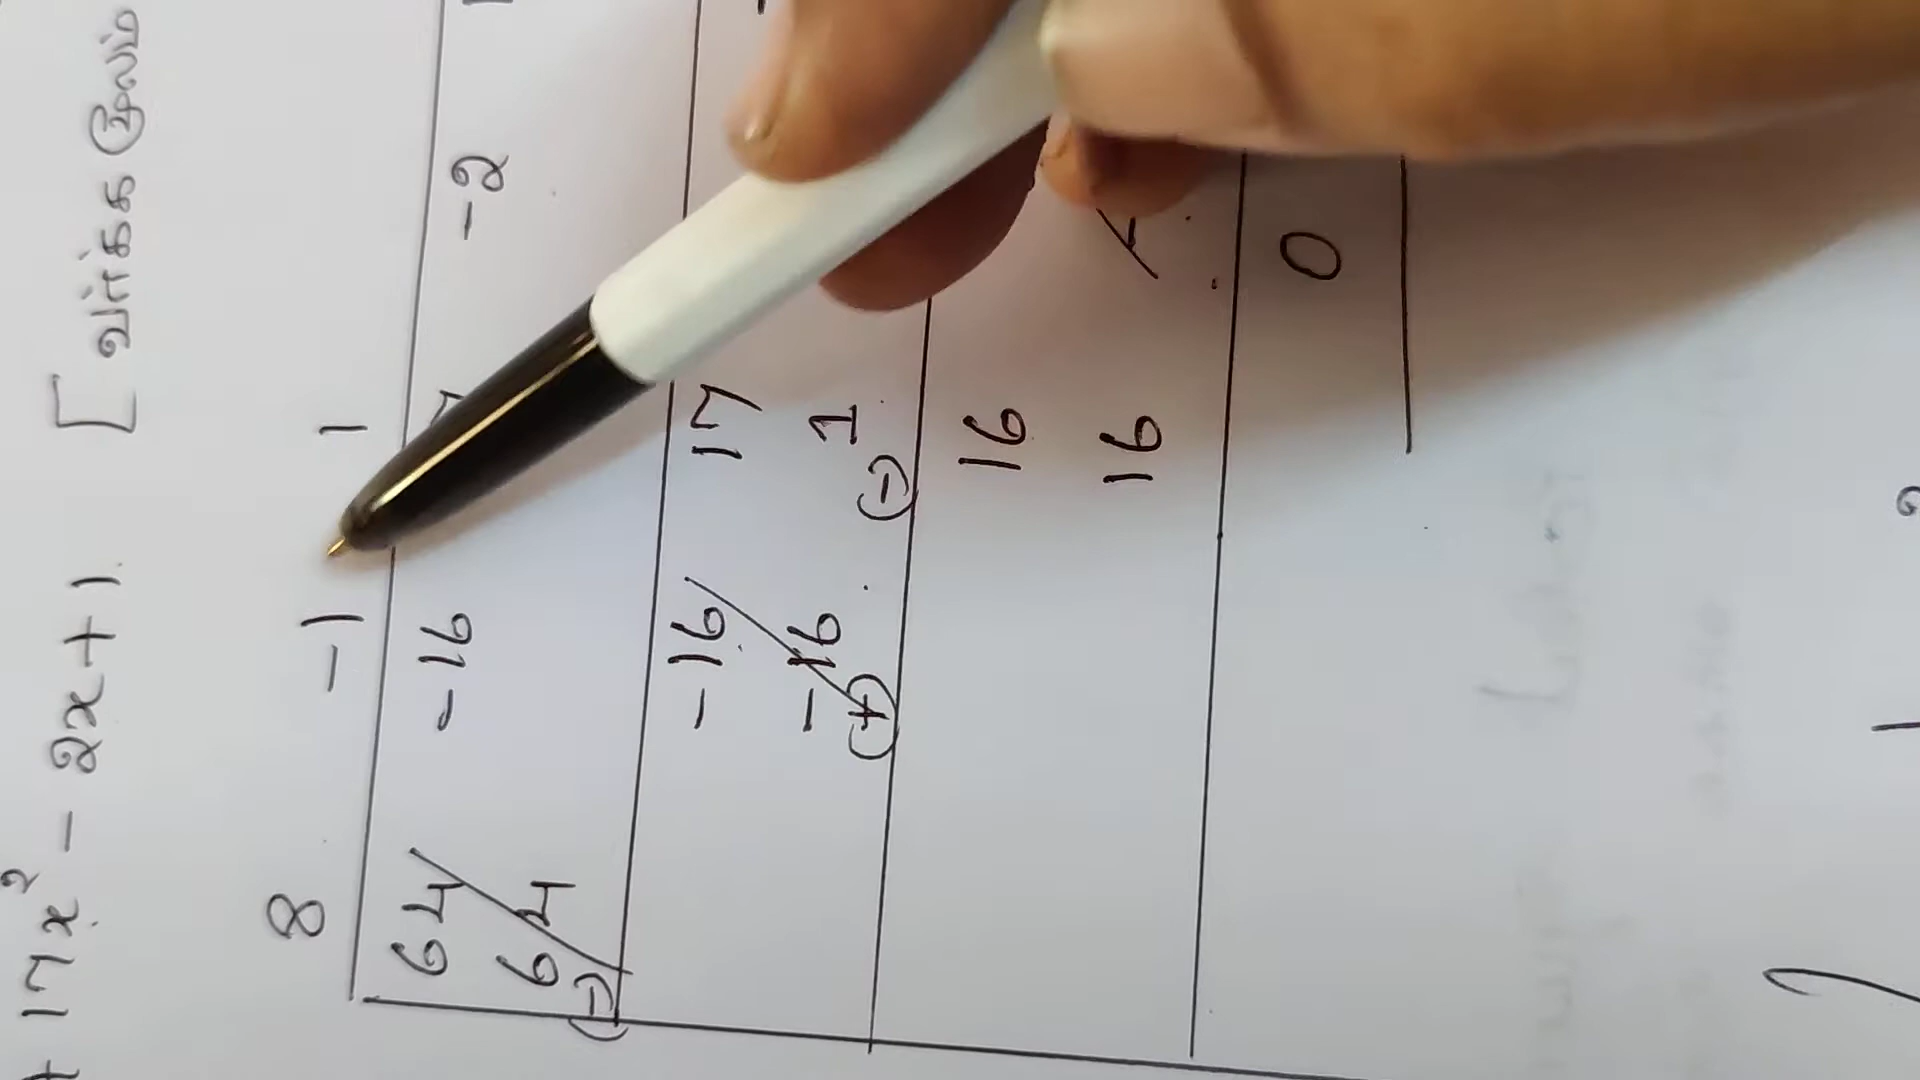 + 17x² - 2x + 1 [ வர்க்க மூலம்
8 -1 1
64 -16 -2 1
64
(-)
-16 17
-16 1
(+) (-)
16
16
0